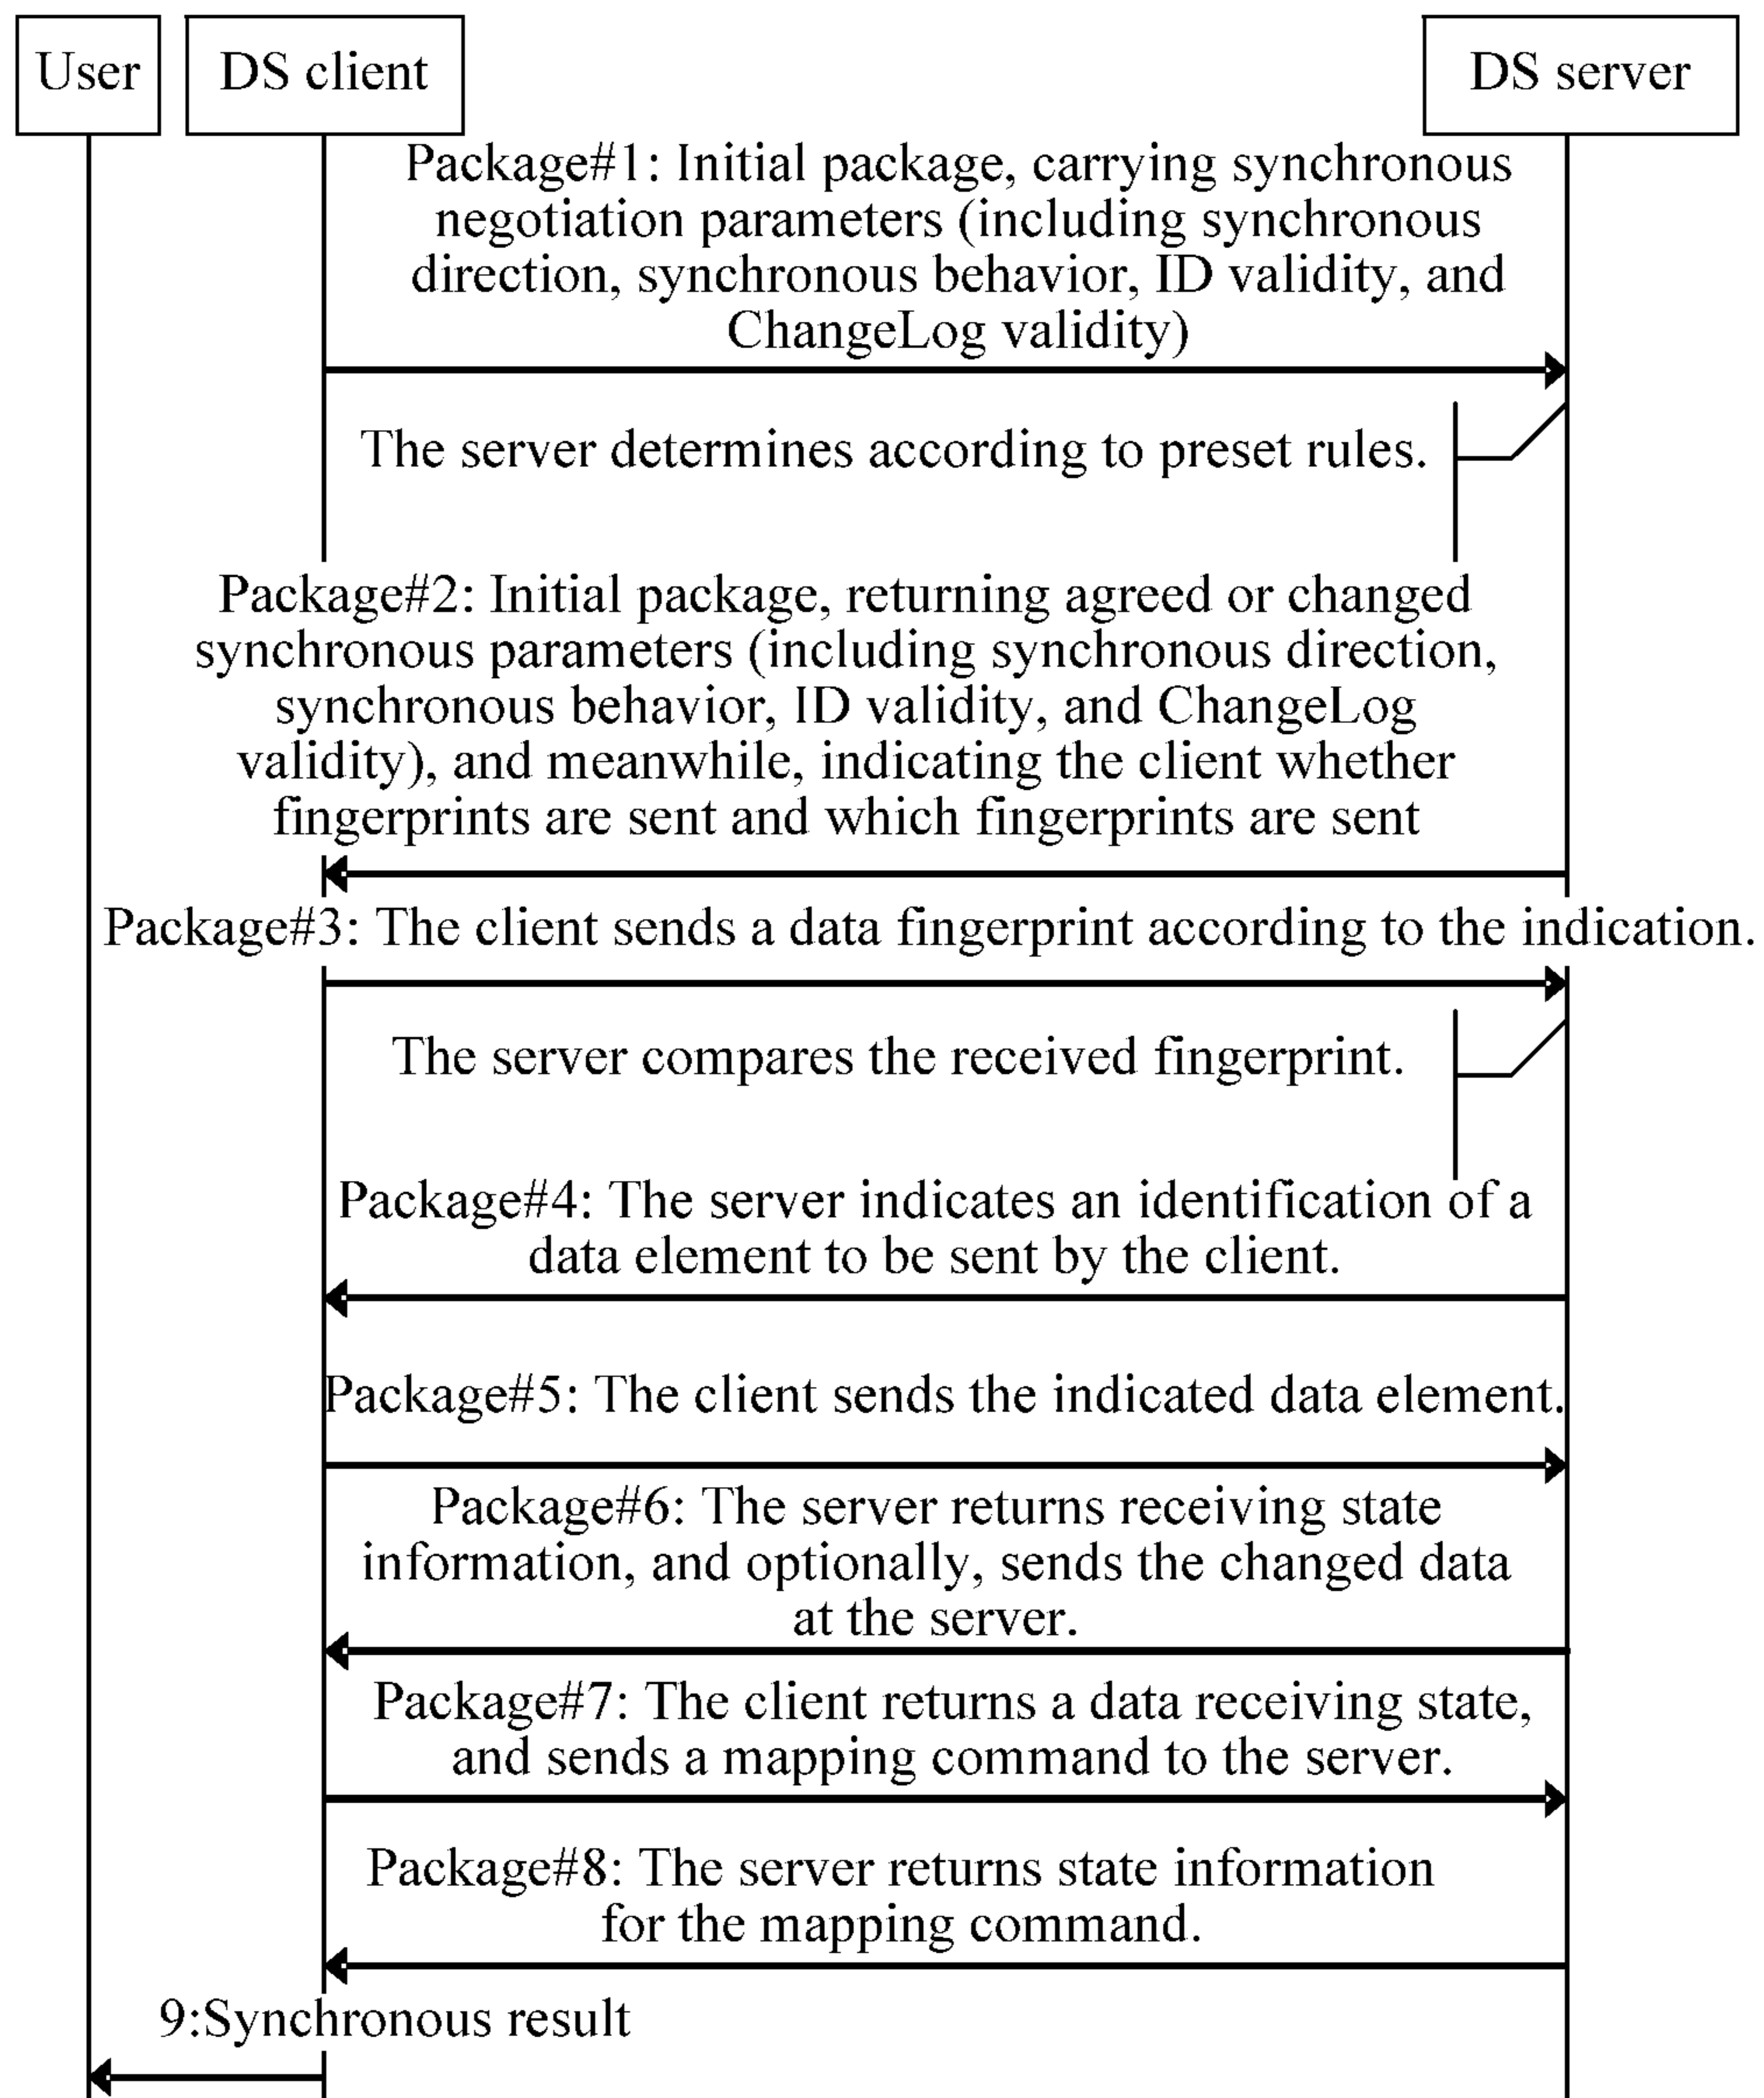 User
DS client
DS server
Package#1: Initial package, carrying synchronous
negotiation parameters (including synchronous
direction, synchronous behavior, ID validity, and
ChangeLog validity)
The server determines according to preset rules.
Package#2: Initial package, returning agreed or changed
synchronous parameters (including synchronous direction,
synchronous behavior, ID validity, and ChangeLog
validity), and meanwhile, indicating the client whether
fingerprints are sent and which fingerprints are sent
Package#3: The client sends a data fingerprint according to the indication.
The server compares the received fingerprint.
Package#4: The server indicates an identification of a
data element to be sent by the client.
Package#5: The client sends the indicated data element.
Package#6: The server returns receiving state
information, and optionally, sends the changed data
at the server.
Package#7: The client returns a data receiving state,
and sends a mapping command to the server.
Package#8: The server returns state information
for the mapping command.
9:Synchronous result